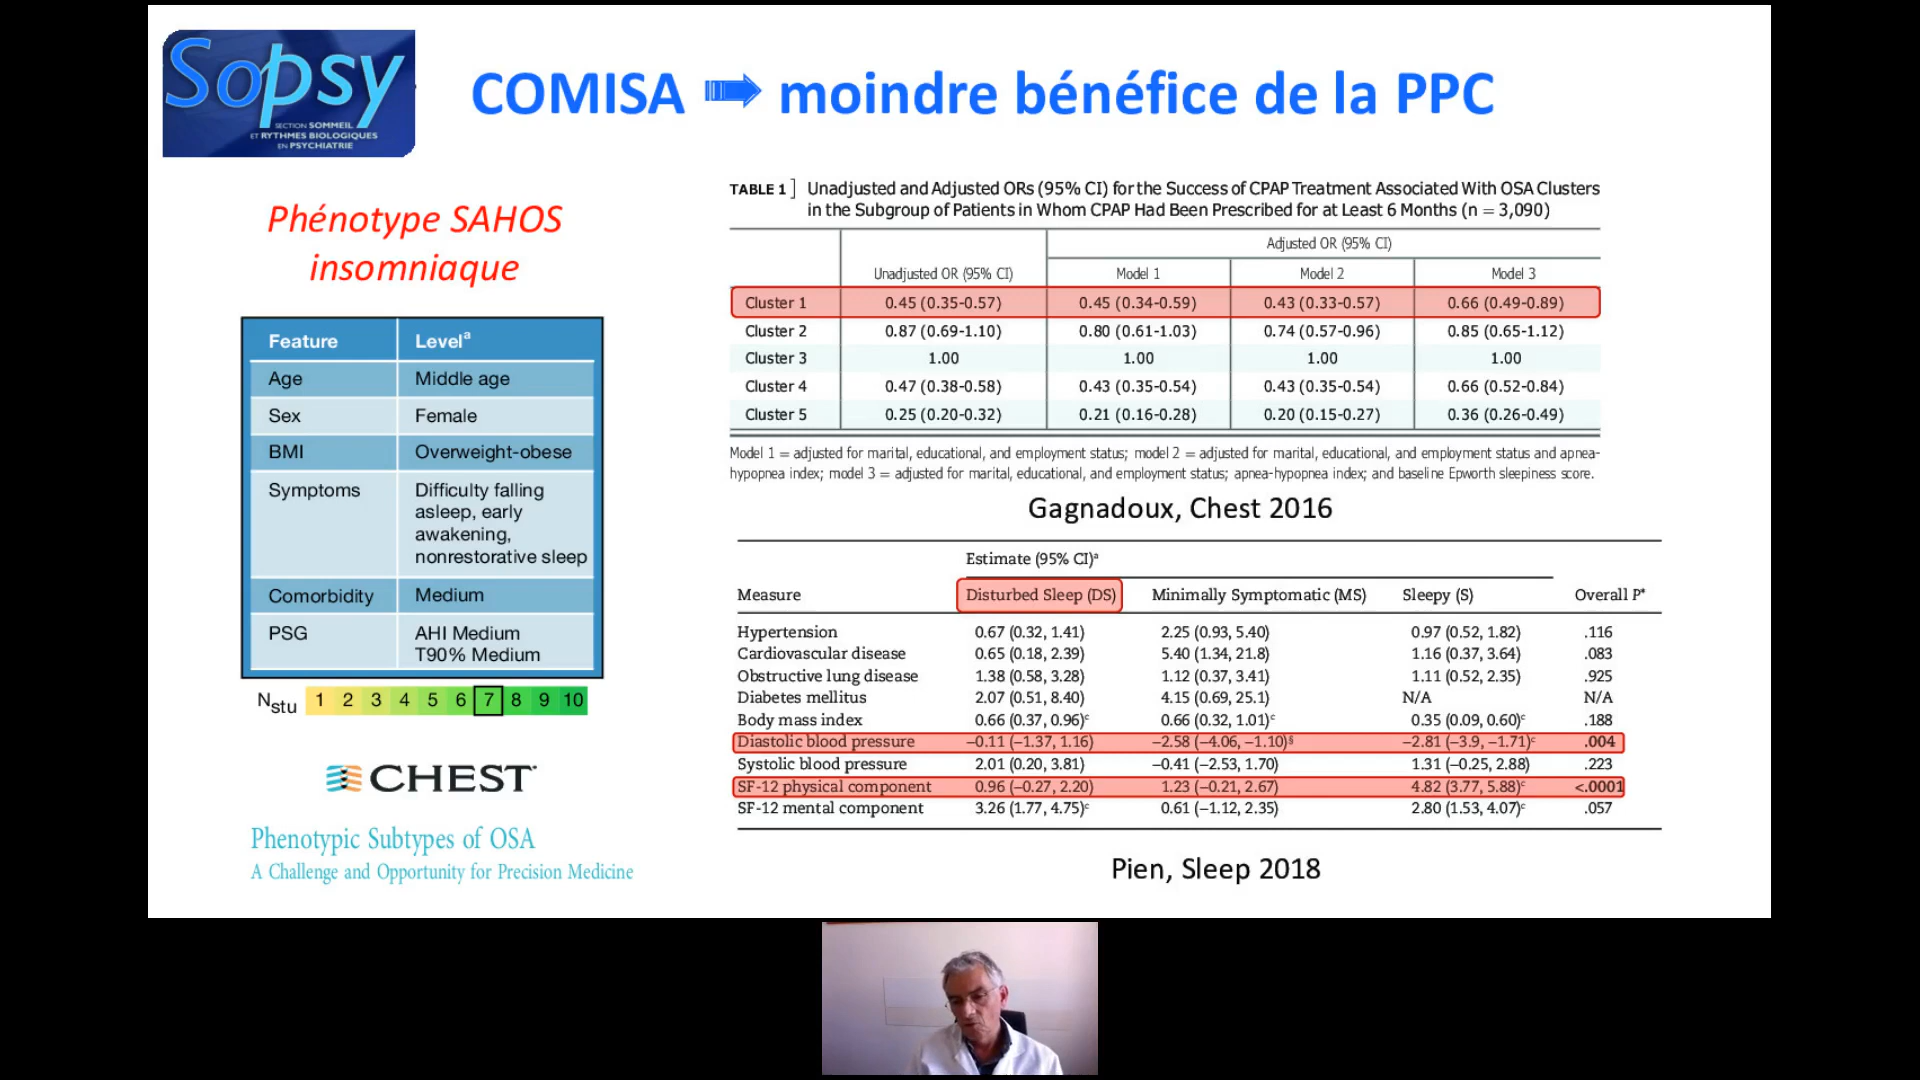 Sopsy
SECTION SOMMEIL
ET RYTHMES BIOLOGIQUES
EN PSYCHIATRIE
COMISA moindre bénéfice de la PPC
Phénotype SAHOS
insomniaque
Feature Levelᵃ
Age Middle age
Sex Female
BMI Overweight-obese
Symptoms Difficulty falling
asleep, early
awakening,
nonrestorative sleep
Comorbidity Medium
PSG AHI Medium
T90% Medium
Nstu 1 2 3 4 5 6 7 8 9 10
CHEST
Phenotypic Subtypes of OSA
A Challenge and Opportunity for Precision Medicine
TABLE 1 ] Unadjusted and Adjusted ORs (95% CI) for the Success of CPAP Treatment Associated With OSA Clusters
in the Subgroup of Patients in Whom CPAP Had Been Prescribed for at Least 6 Months (n = 3,090)
Adjusted OR (95% CI)
Unadjusted OR (95% CI) Model 1 Model 2 Model 3
Cluster 1 0.45 (0.35-0.57) 0.45 (0.34-0.59) 0.43 (0.33-0.57) 0.66 (0.49-0.89)
Cluster 2 0.87 (0.69-1.10) 0.80 (0.61-1.03) 0.74 (0.57-0.96) 0.85 (0.65-1.12)
Cluster 3 1.00 1.00 1.00 1.00
Cluster 4 0.47 (0.38-0.58) 0.43 (0.35-0.54) 0.43 (0.35-0.54) 0.66 (0.52-0.84)
Cluster 5 0.25 (0.20-0.32) 0.21 (0.16-0.28) 0.20 (0.15-0.27) 0.36 (0.26-0.49)
Model 1 = adjusted for marital, educational, and employment status; model 2 = adjusted for marital, educational, and employment status and apnea-
hypopnea index; model 3 = adjusted for marital, educational, and employment status; apnea-hypopnea index; and baseline Epworth sleepiness score.
Gagnadoux, Chest 2016
Estimate (95% CI)ᵃ
Measure Disturbed Sleep (DS) Minimally Symptomatic (MS) Sleepy (S) Overall P*
Hypertension 0.67 (0.32, 1.41) 2.25 (0.93, 5.40) 0.97 (0.52, 1.82) .116
Cardiovascular disease 0.65 (0.18, 2.39) 5.40 (1.34, 21.8) 1.16 (0.37, 3.64) .083
Obstructive lung disease 1.38 (0.58, 3.28) 1.12 (0.37, 3.41) 1.11 (0.52, 2.35) .925
Diabetes mellitus 2.07 (0.51, 8.40) 4.15 (0.69, 25.1) N/A N/A
Body mass index 0.66 (0.37, 0.96)ᶜ 0.66 (0.32, 1.01)ᶜ 0.35 (0.09, 0.60)ᶜ .188
Diastolic blood pressure −0.11 (−1.37, 1.16) −2.58 (−4.06, −1.10)§ −2.81 (−3.9, −1.71)ᶜ .004
Systolic blood pressure 2.01 (0.20, 3.81) −0.41 (−2.53, 1.70) 1.31 (−0.25, 2.88) .223
SF-12 physical component 0.96 (−0.27, 2.20) 1.23 (−0.21, 2.67) 4.82 (3.77, 5.88)ᶜ <.0001
SF-12 mental component 3.26 (1.77, 4.75)ᶜ 0.61 (−1.12, 2.35) 2.80 (1.53, 4.07)ᶜ .057
Pien, Sleep 2018